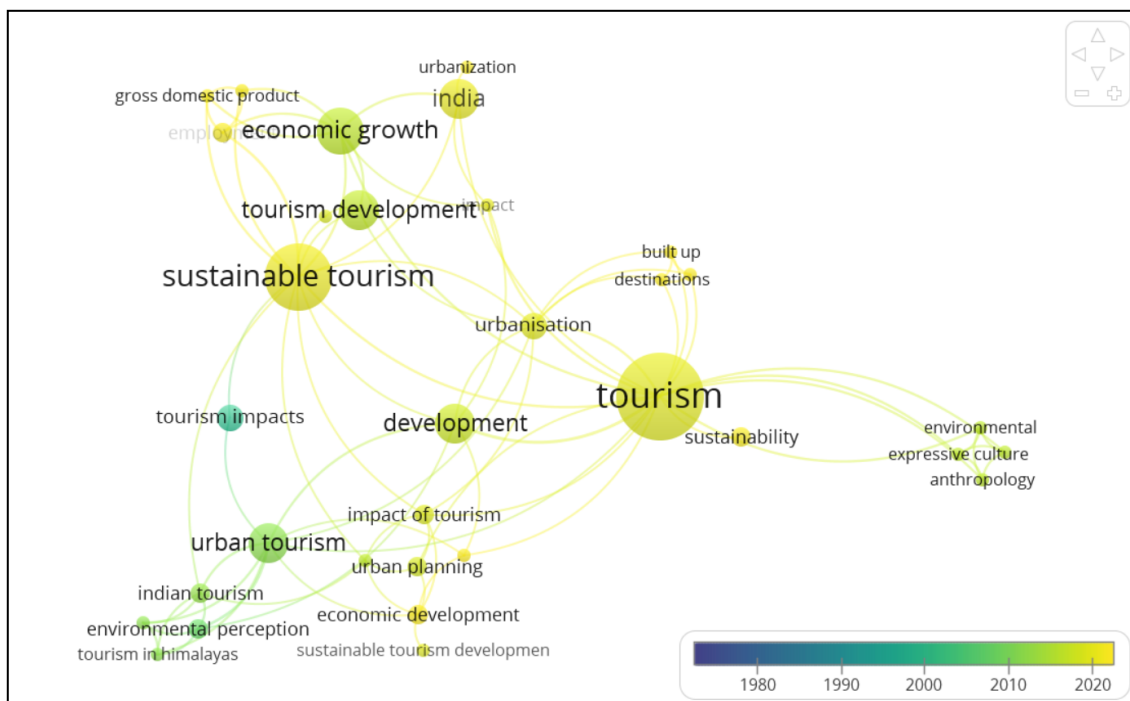 urbanization
gross domestic product
india
employm
economic growth
tourism development
impact
built up
sustainable tourism
destinations
urbanisation
tourism
tourism impacts
development
sustainability
environmental
expressive culture
anthropology
impact of tourism
urban tourism
urban planning
indian tourism
economic development
environmental perception
tourism in himalayas
sustainable tourism developmen
1980
1990
2000
2010
2020